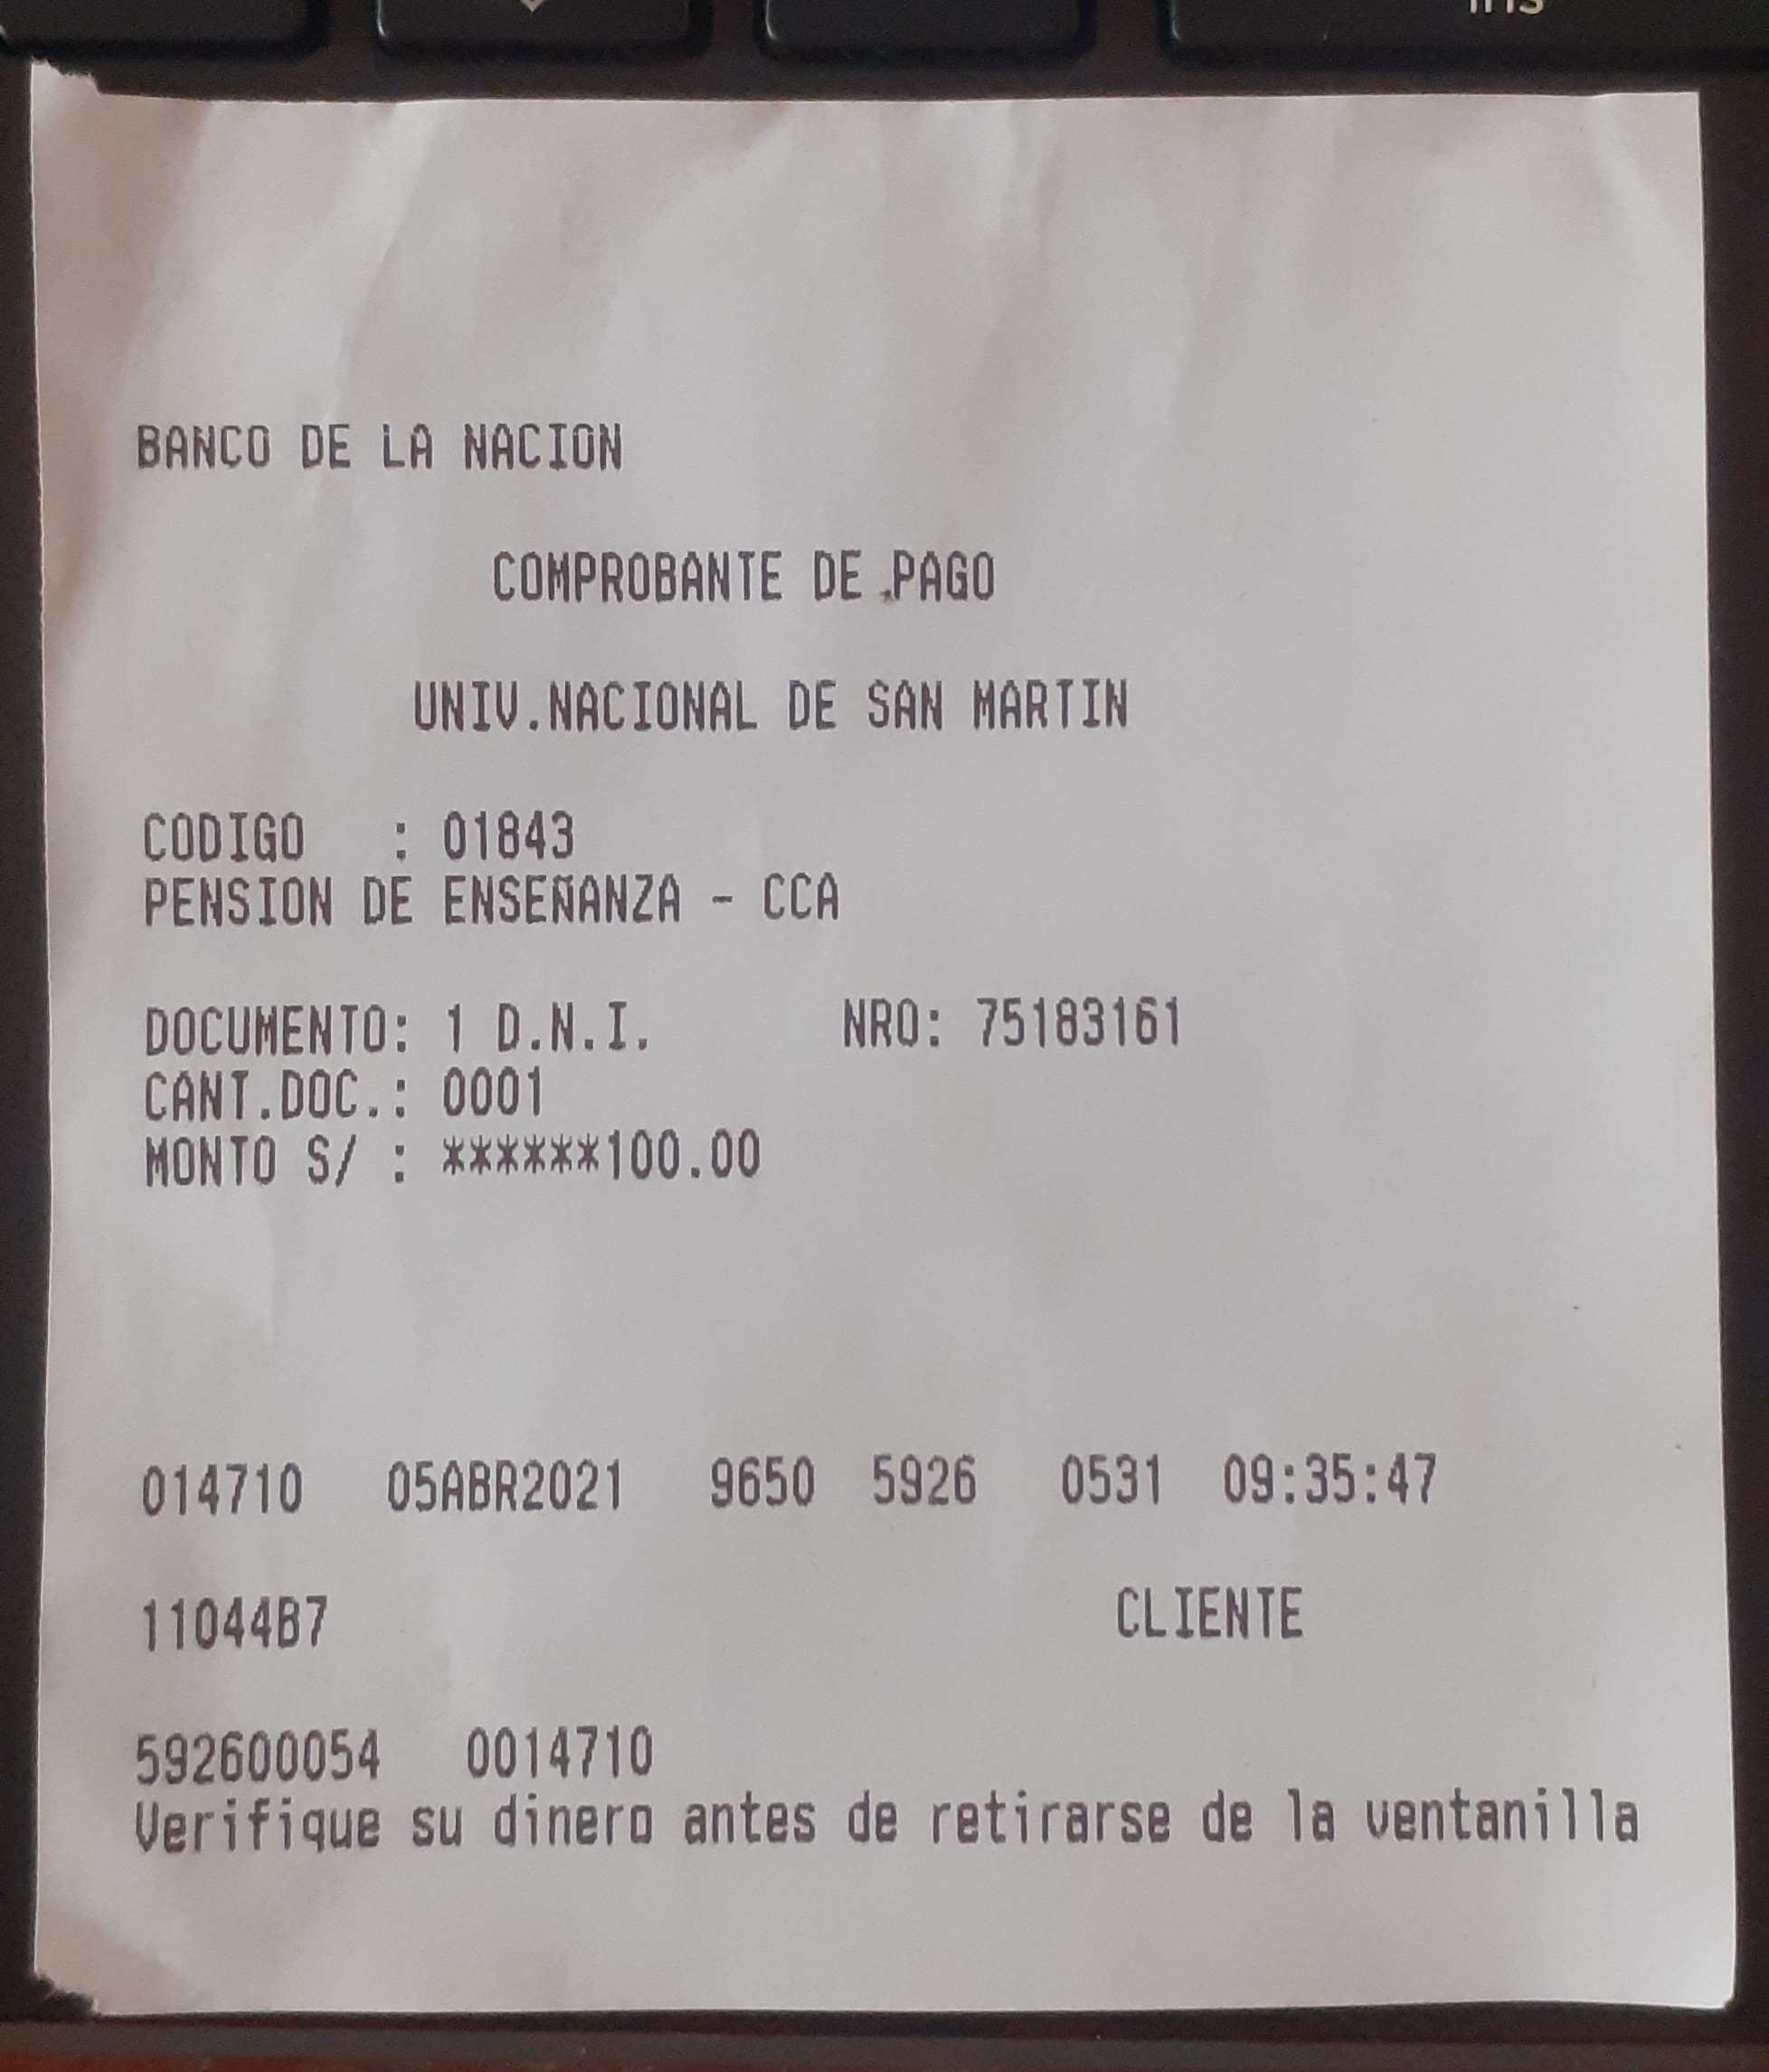 ins
BANCO DE LA NACION
COMPROBANTE DE PAGO
UNIV.NACIONAL DE SAN MARTIN
CODIGO : 01843
PENSION DE ENSEÑANZA - CCA
DOCUMENTO: 1 D.N.I. NRO: 75183161
CANT.DOC.: 0001
MONTO S/ : ******100.00
014710 05ABR2021 9650 5926 0531 09:35:47
11044B7 CLIENTE
592600054 0014710
Verifique su dinero antes de retirarse de la ventanilla